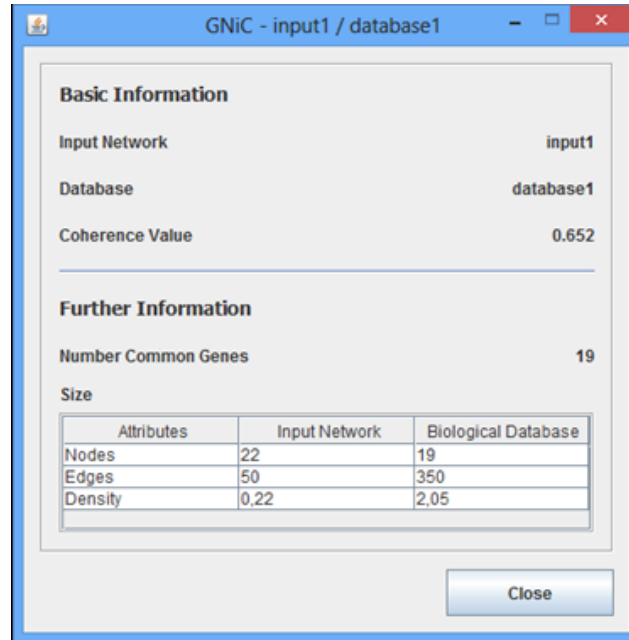 GNiC - input1 / database1
Basic Information
Input Network input1
Database database1
Coherence Value 0.652
Further Information
Number Common Genes 19
Size
Attributes Input Network Biological Database
Nodes 22 19
Edges 50 350
Density 0,22 2,05
Close